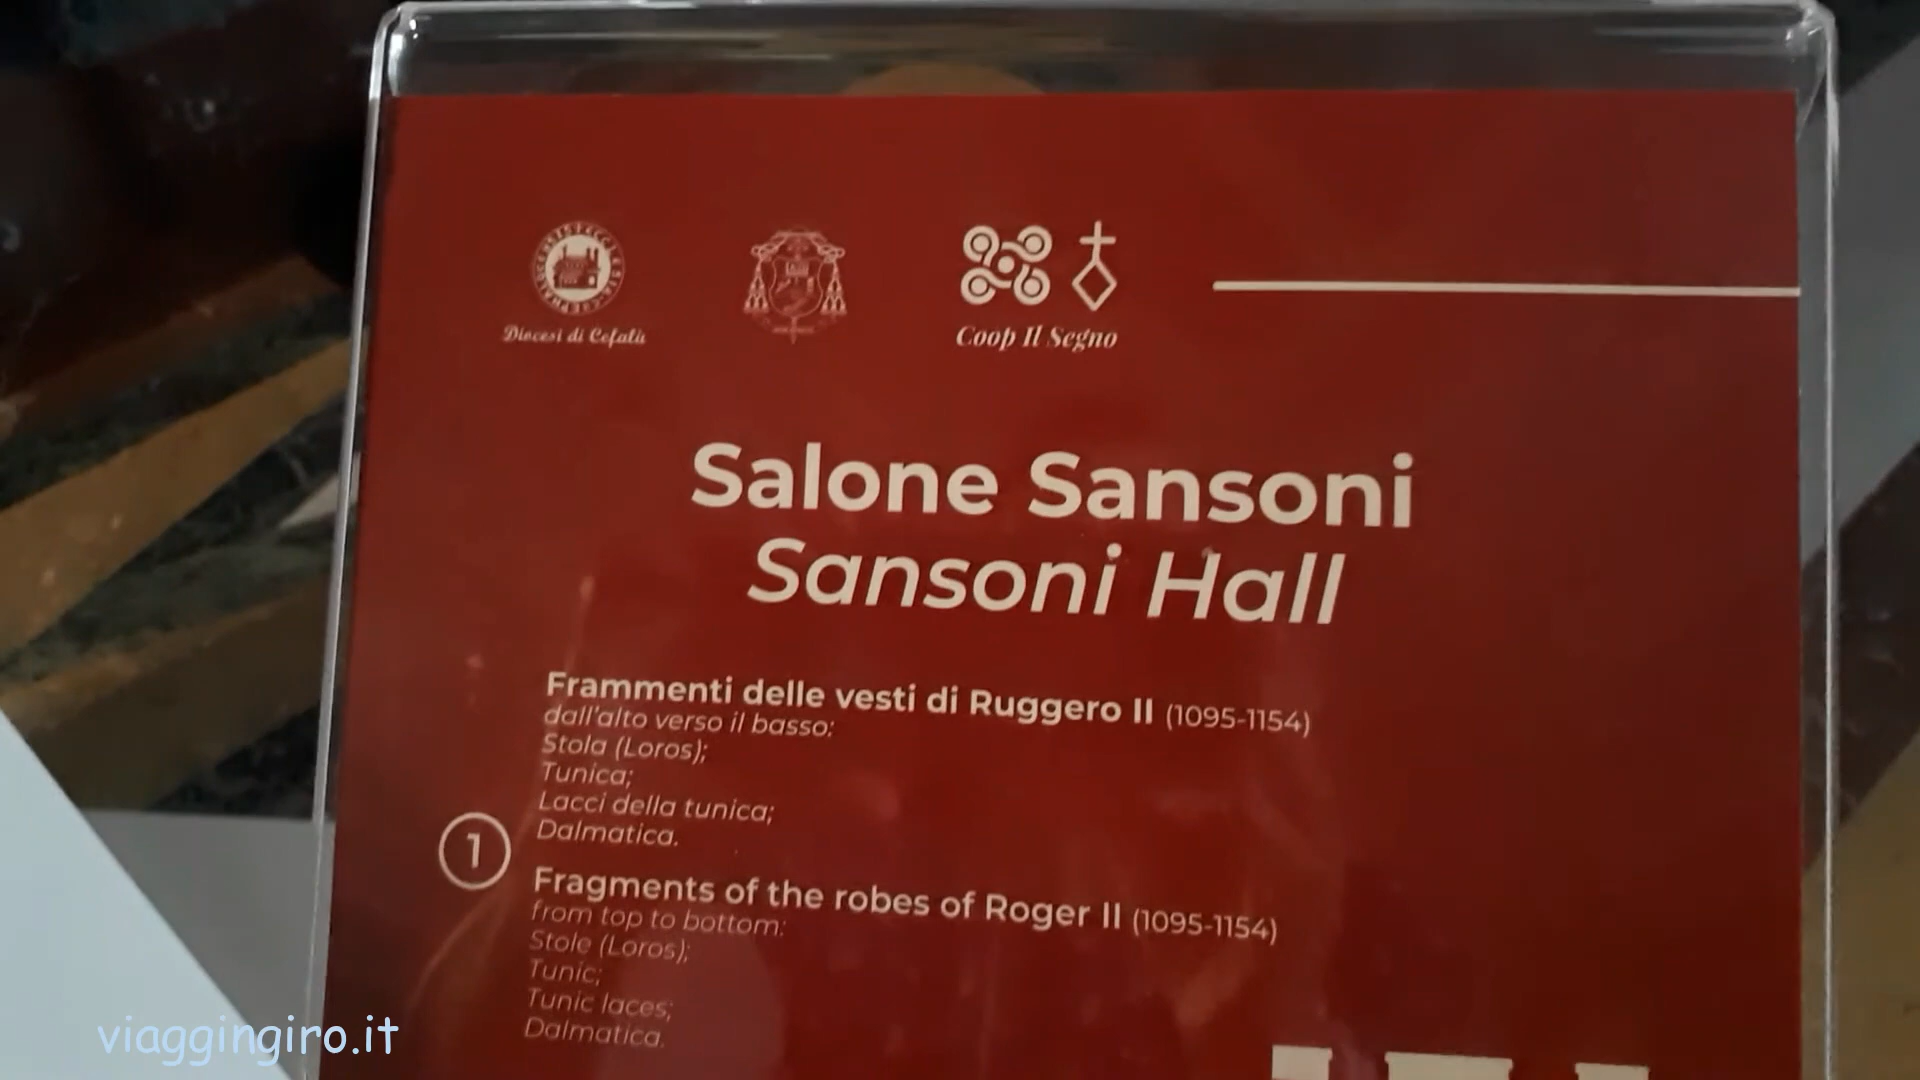 Diocesi di Cefalù
Coop Il Segno
Salone Sansoni
Sansoni Hall
Frammenti delle vesti di Ruggero II (1095-1154)
dall'alto verso il basso:
Stola (Loros);
Tunica;
Lacci della tunica;
Dalmatica.
1
Fragments of the robes of Roger II (1095-1154)
from top to bottom:
Stole (Loros);
Tunic;
Tunic laces;
Dalmatica.
viaggingiro.it